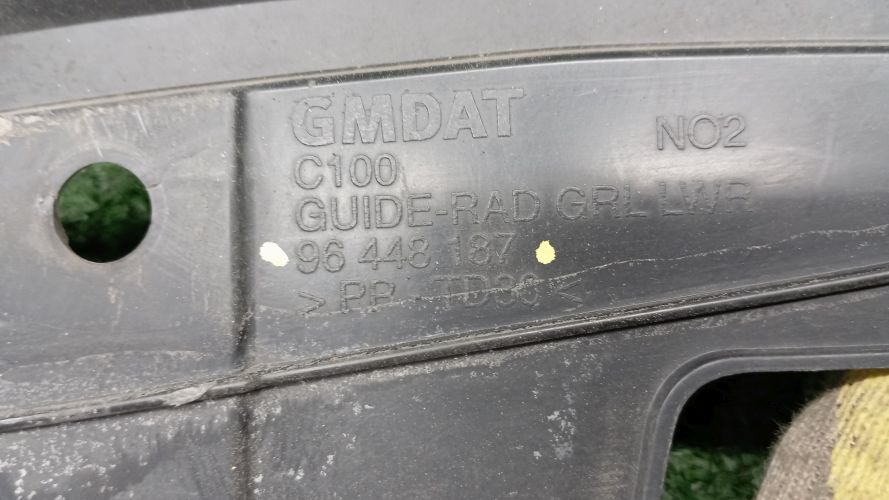 GMDAT
NO2
C100
GUIDE-RAD GRL LWR
96 448 187
> PP - TD30 <